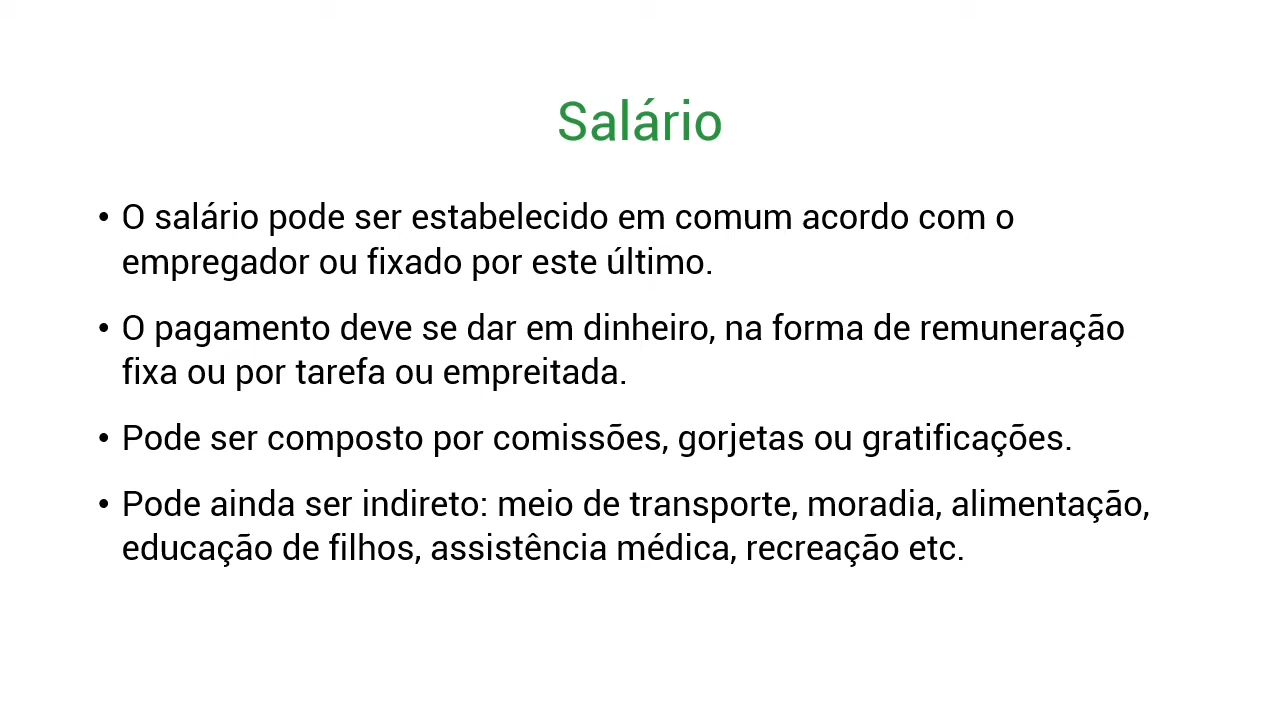 Salário
• O salário pode ser estabelecido em comum acordo com o
empregador ou fixado por este último.
• O pagamento deve se dar em dinheiro, na forma de remuneração
fixa ou por tarefa ou empreitada.
• Pode ser composto por comissões, gorjetas ou gratificações.
• Pode ainda ser indireto: meio de transporte, moradia, alimentação,
educação de filhos, assistência médica, recreação etc.